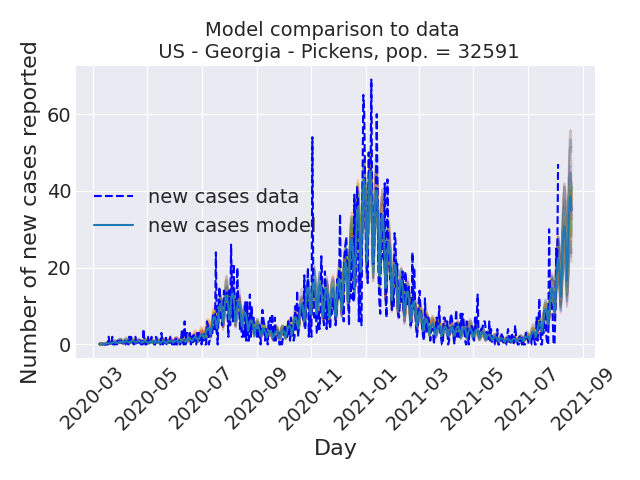 Model comparison to data
US - Georgia - Pickens, pop. = 32591
Number of new cases reported
60
40
20
0
new cases data
new cases model
2020-03
2020-05
2020-07
2020-09
2020-11
2021-01
2021-03
2021-05
2021-07
2021-09
Day